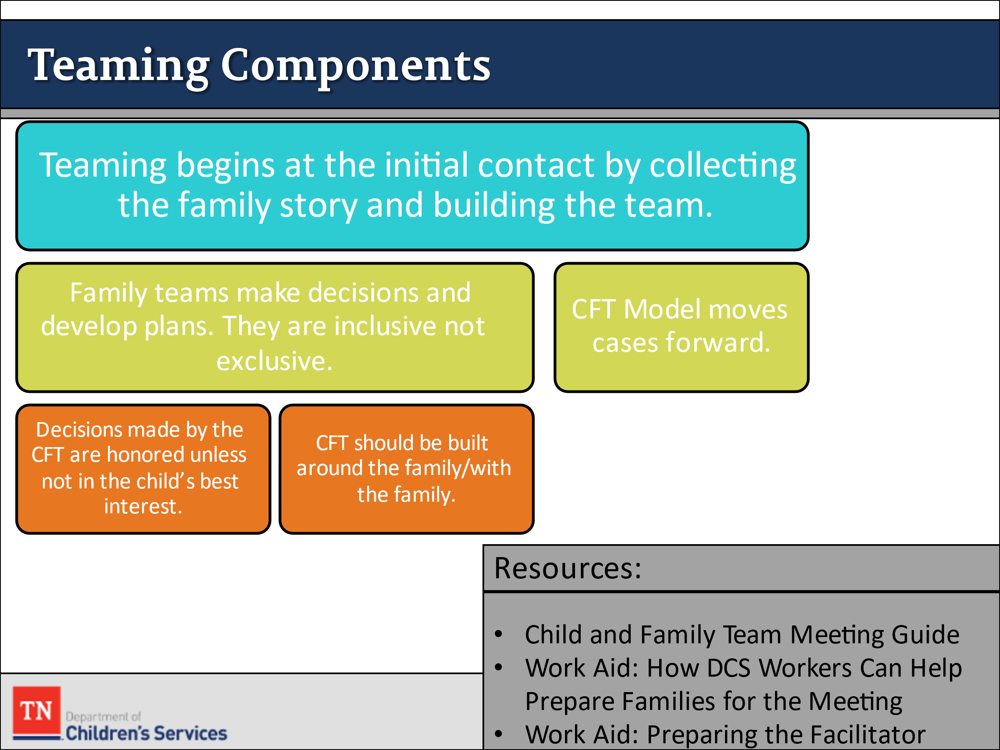 Teaming Components
Teaming begins at the initial contact by collecting
the family story and building the team.
Family teams make decisions and
develop plans. They are inclusive not
exclusive.
CFT Model moves
cases forward.
Decisions made by the
CFT are honored unless
not in the child’s best
interest.
CFT should be built
around the family/with
the family.
Resources:
• Child and Family Team Meeting Guide
• Work Aid: How DCS Workers Can Help
Prepare Families for the Meeting
• Work Aid: Preparing the Facilitator
TN
Department of
Children's Services